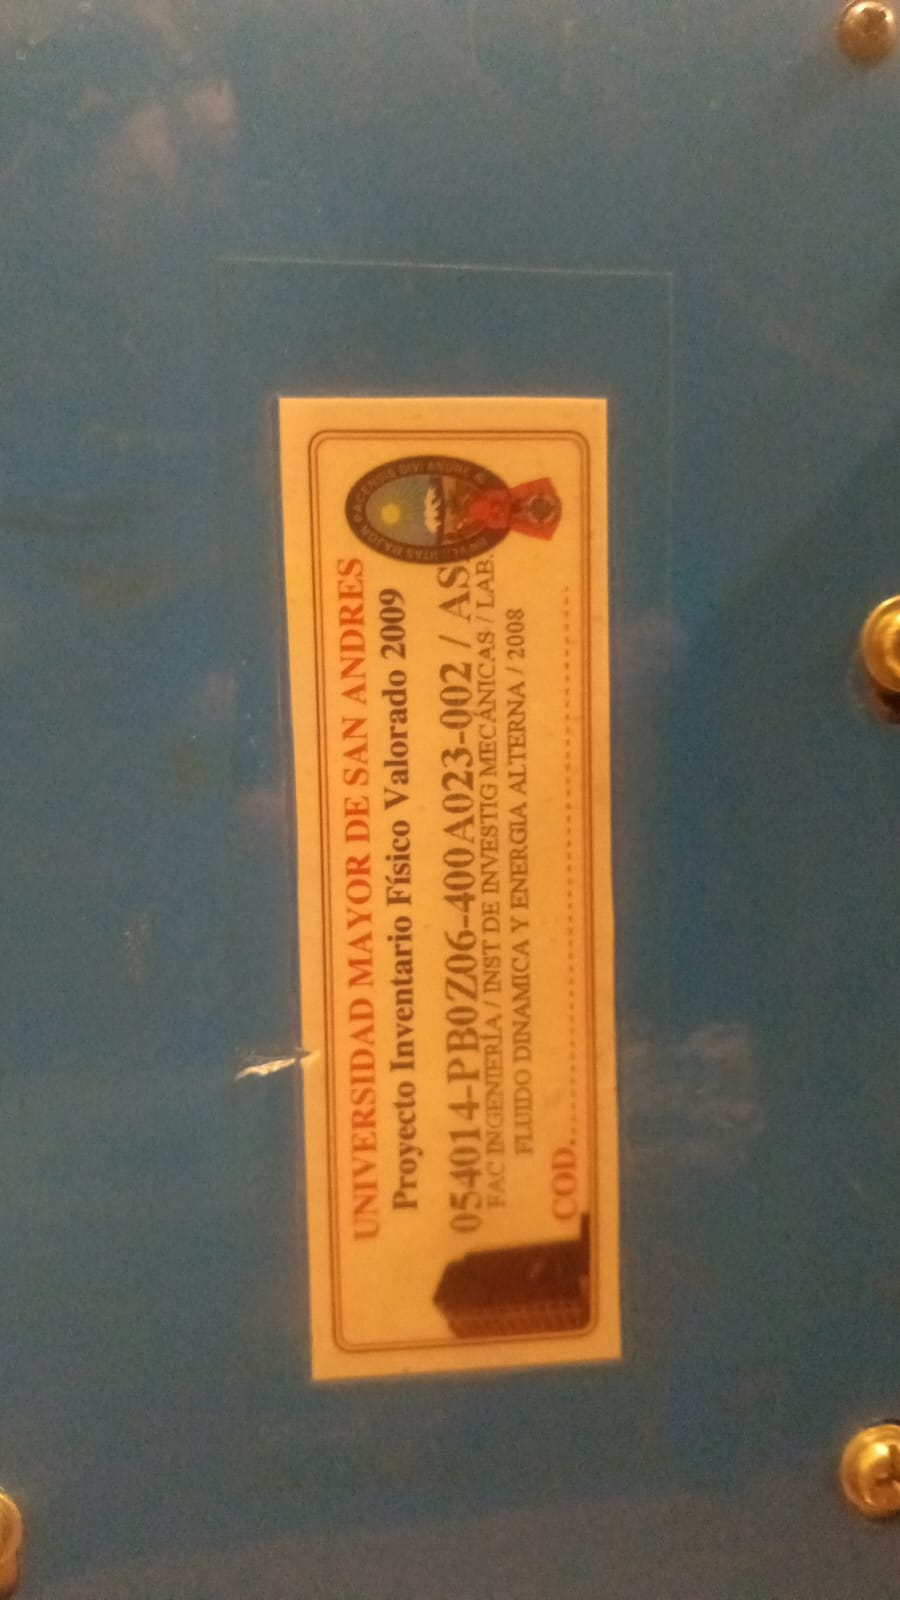 UNIVERSIDAD MAYOR DE SAN ANDRES
Proyecto Inventario Físico Valorado 2009
054014-PB0Z06-400A023-002 / AS
FAC INGENIERÍA / INST DE INVESTIG MECÁNICAS / LAB.
FLUIDO DINAMICA Y ENERGIA ALTERNA / 2008
COD.......................................................